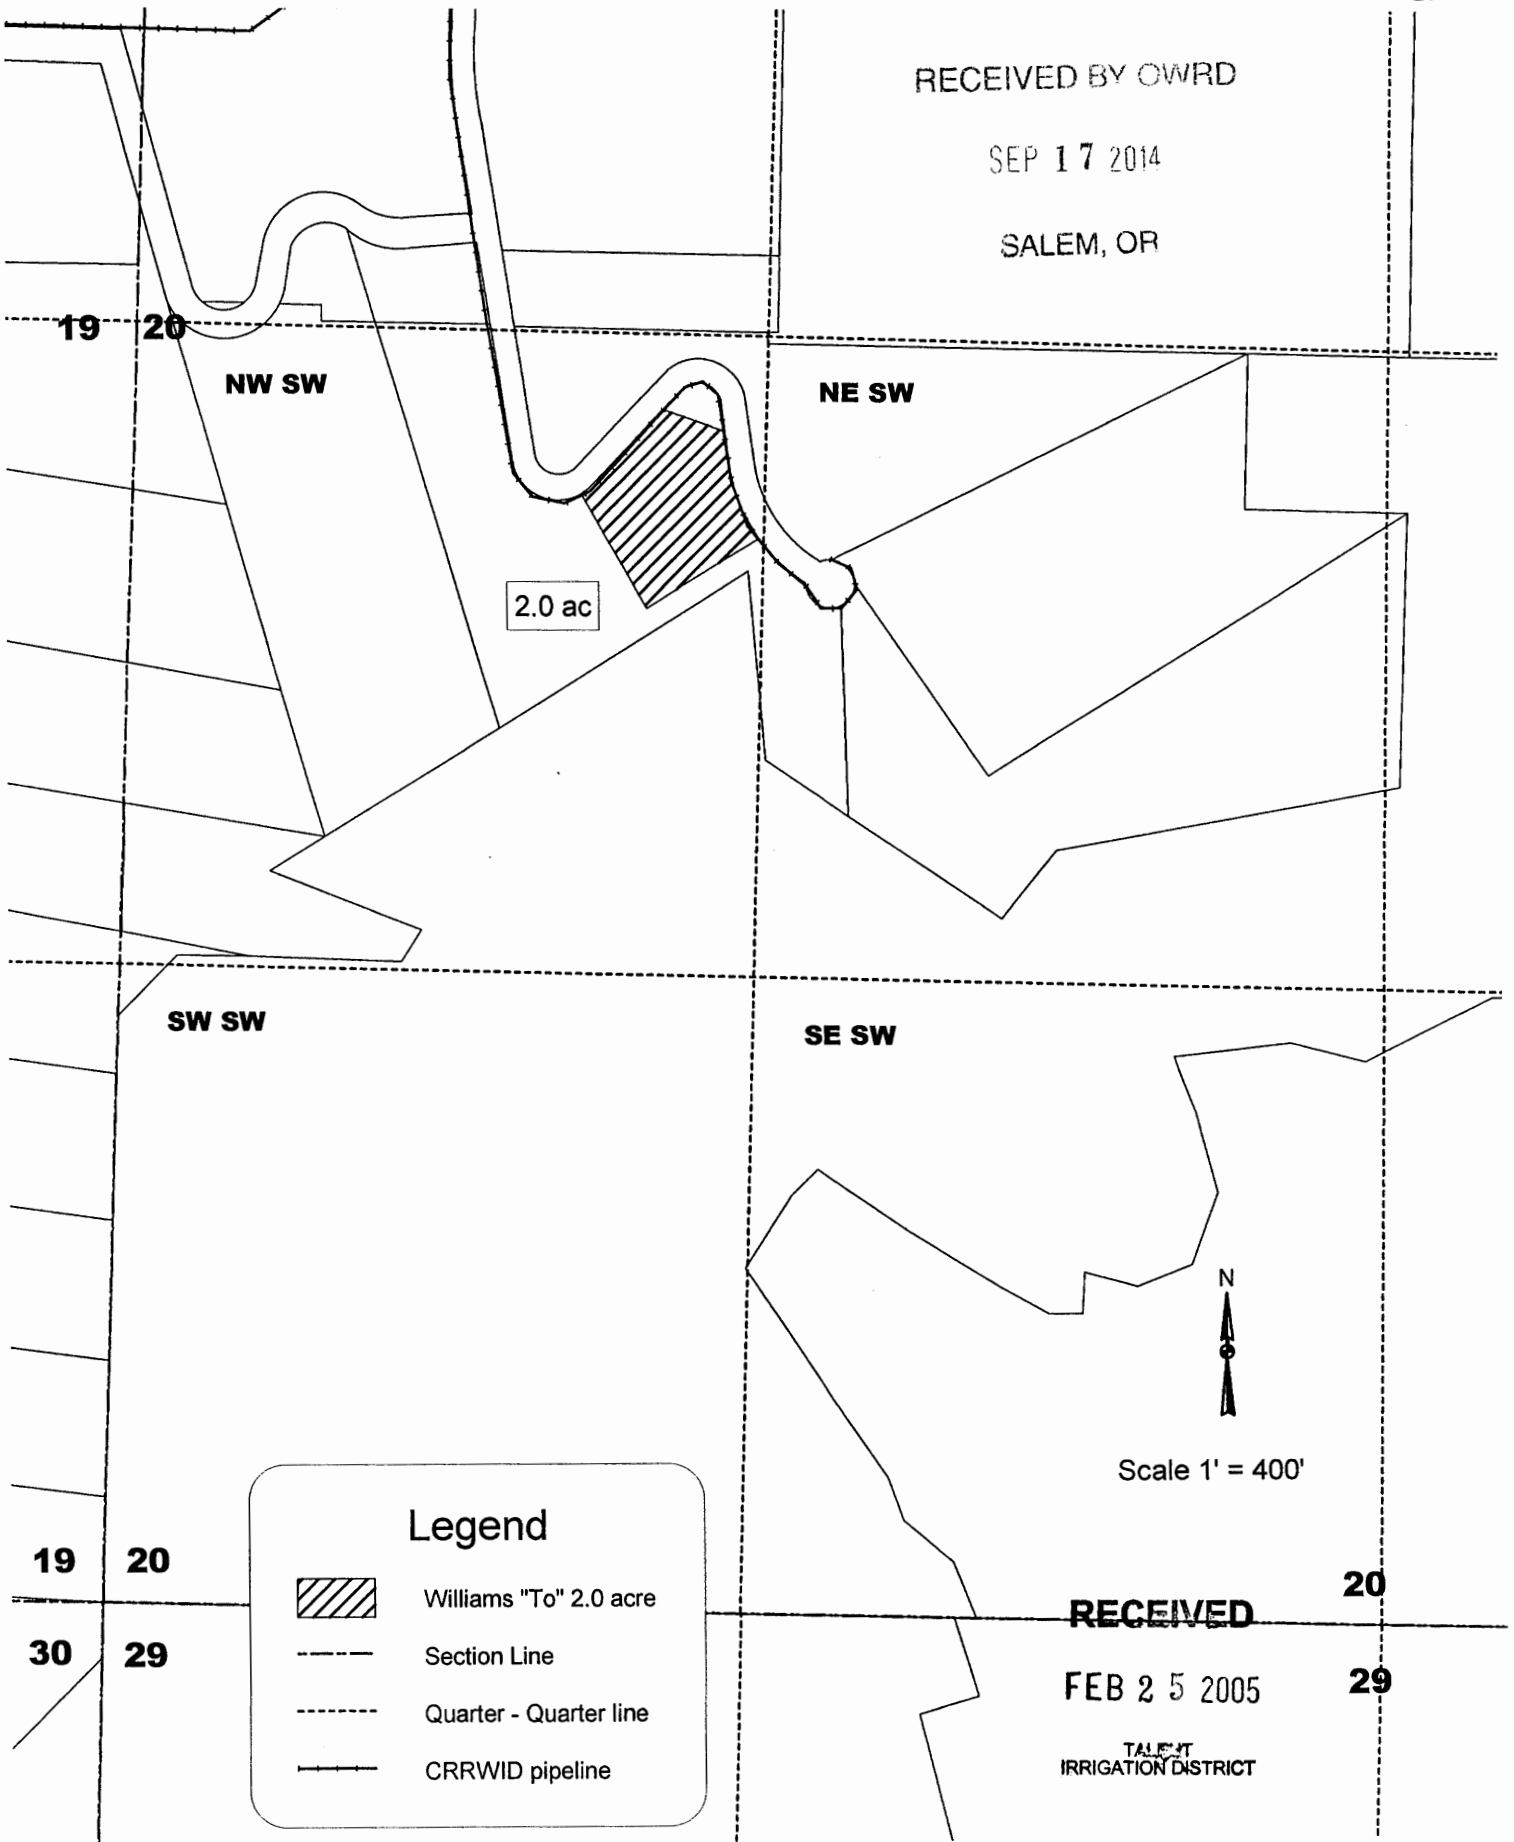 RECEIVED BY OWRD
SEP 17 2014
SALEM, OR
19 20
NW SW
NE SW
2.0 ac
SW SW
SE SW
N
Scale 1' = 400'
Legend
Williams "To" 2.0 acre
Section Line
Quarter - Quarter line
CRRWID pipeline
19 20
30 29
20
29
RECEIVED
FEB 25 2005
TALENT
IRRIGATION DISTRICT